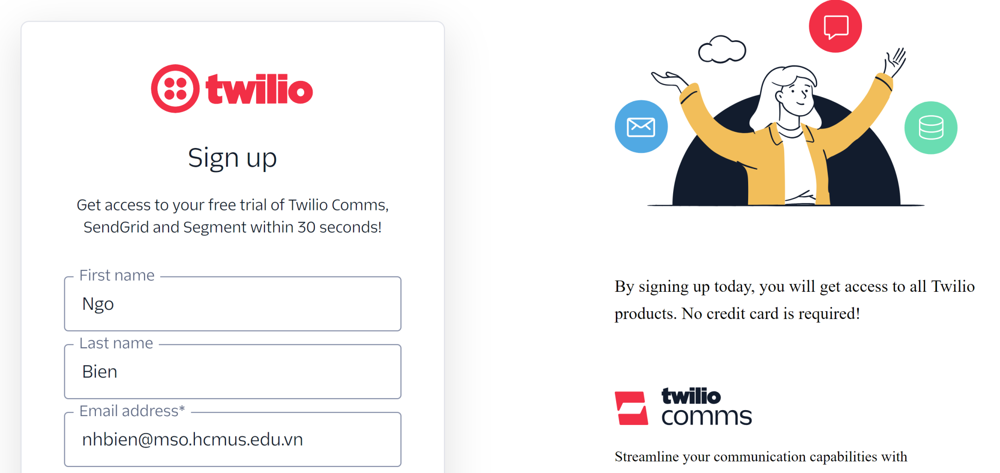 twilio
Sign up
Get access to your free trial of Twilio Comms,
SendGrid and Segment within 30 seconds!
First name
Ngo
Last name
Bien
Email address*
nhbien@mso.hcmus.edu.vn
By signing up today, you will get access to all Twilio
products. No credit card is required!
twilio
comms
Streamline your communication capabilities with